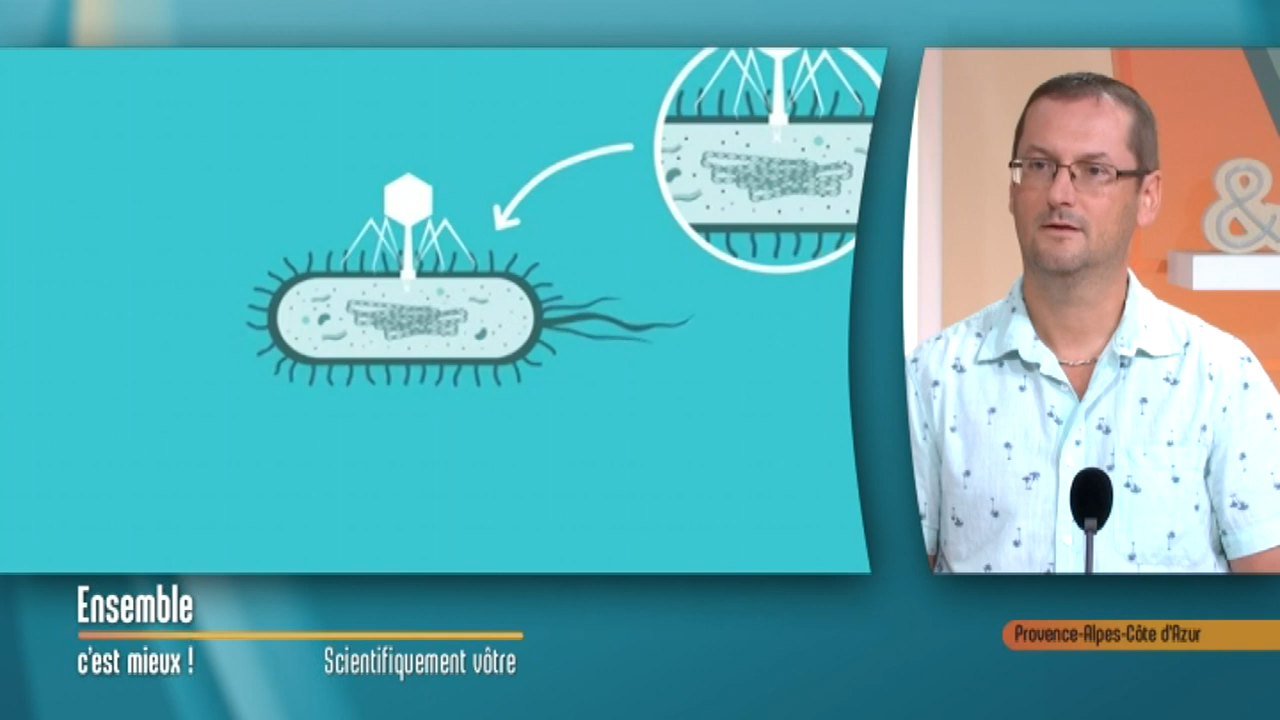 &
Ensemble
c'est mieux !
Scientifiquement vôtre
Provence-Alpes-Côte d'Azur